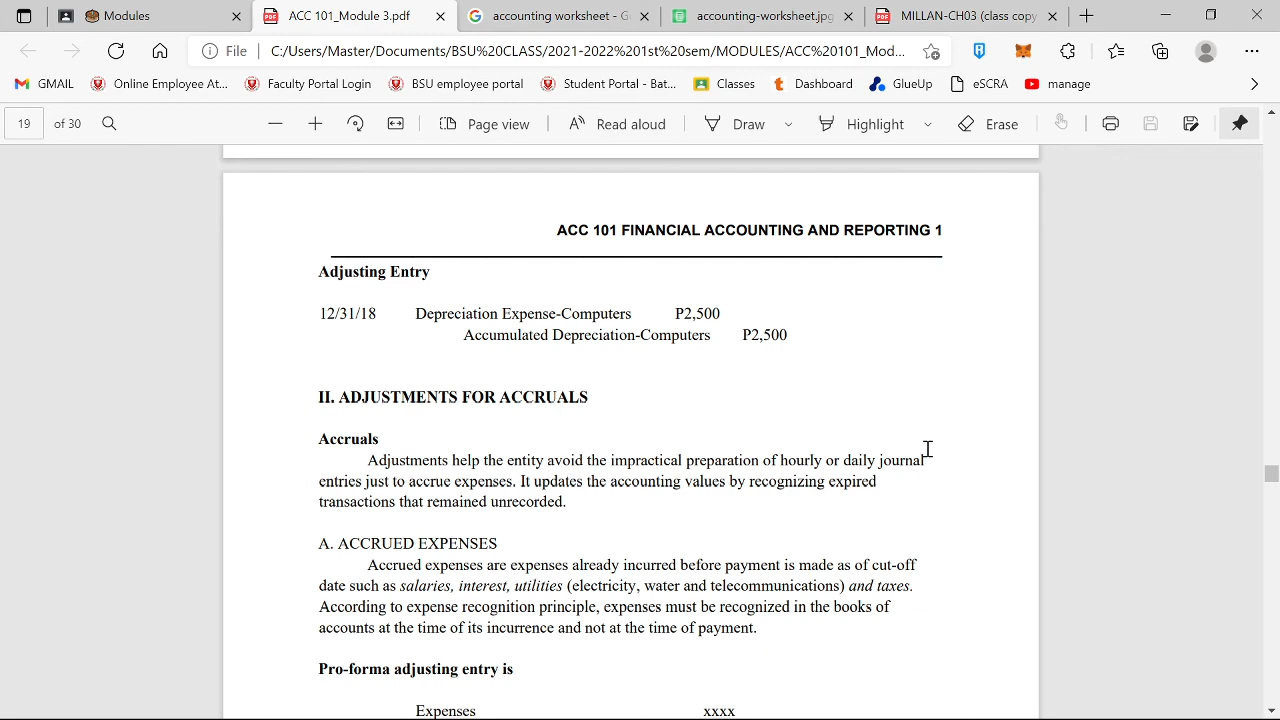 Modules
ACC 101_Module 3.pdf
accounting worksheet - G
accounting-worksheet.jpg
MILLAN-CH03 (class copy
File
C:/Users/Master/Documents/BSU%20CLASS/2021-2022%201st%20sem/MODULES/ACC%20101_Mod...
GMAIL
Online Employee At...
Faculty Portal Login
BSU employee portal
Student Portal - Bat...
Classes
Dashboard
GlueUp
eSCRA
manage
19 of 30
Page view
Read aloud
Draw
Highlight
Erase
ACC 101 FINANCIAL ACCOUNTING AND REPORTING 1
Adjusting Entry
12/31/18 Depreciation Expense-Computers P2,500
Accumulated Depreciation-Computers P2,500
II. ADJUSTMENTS FOR ACCRUALS
Accruals
Adjustments help the entity avoid the impractical preparation of hourly or daily journal
entries just to accrue expenses. It updates the accounting values by recognizing expired
transactions that remained unrecorded.
A. ACCRUED EXPENSES
Accrued expenses are expenses already incurred before payment is made as of cut-off
date such as salaries, interest, utilities (electricity, water and telecommunications) and taxes.
According to expense recognition principle, expenses must be recognized in the books of
accounts at the time of its incurrence and not at the time of payment.
Pro-forma adjusting entry is
Expenses xxxx